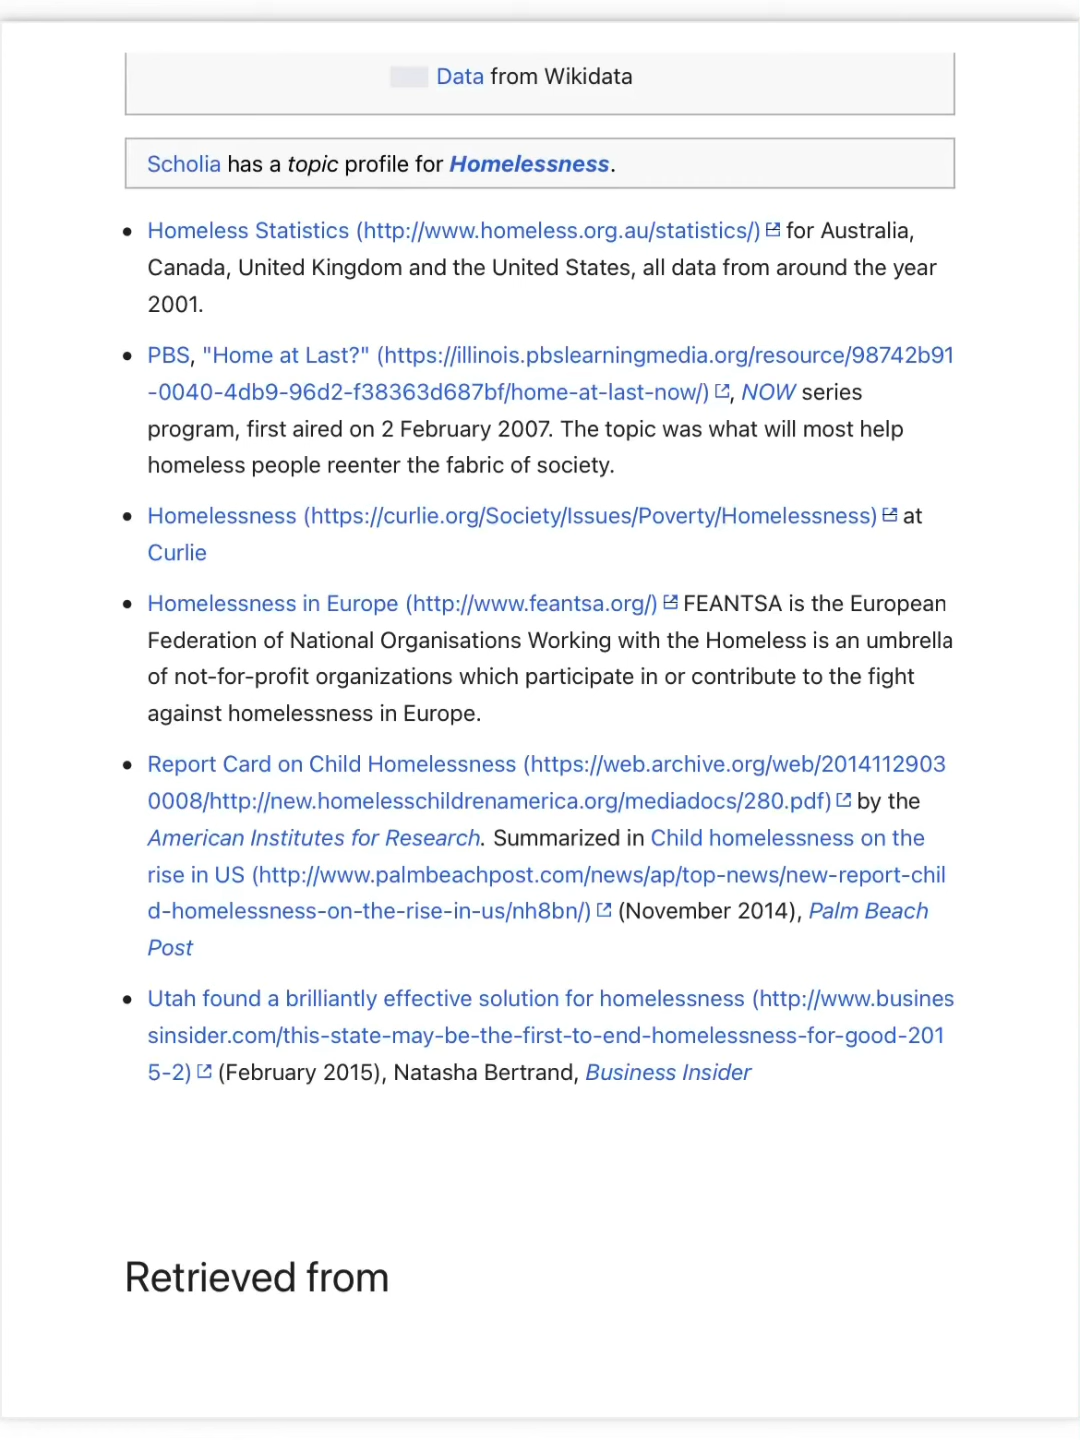 Data from Wikidata
Scholia has a topic profile for Homelessness.
• Homeless Statistics (http://www.homeless.org.au/statistics/) for Australia,
Canada, United Kingdom and the United States, all data from around the year
2001.
• PBS, "Home at Last?" (https://illinois.pbslearningmedia.org/resource/98742b91
-0040-4db9-96d2-f38363d687bf/home-at-last-now/), NOW series
program, first aired on 2 February 2007. The topic was what will most help
homeless people reenter the fabric of society.
• Homelessness (https://curlie.org/Society/Issues/Poverty/Homelessness) at
Curlie
• Homelessness in Europe (http://www.feantsa.org/) FEANTSA is the European
Federation of National Organisations Working with the Homeless is an umbrella
of not-for-profit organizations which participate in or contribute to the fight
against homelessness in Europe.
• Report Card on Child Homelessness (https://web.archive.org/web/2014112903
0008/http://new.homelesschildrenamerica.org/mediadocs/280.pdf) by the
American Institutes for Research. Summarized in Child homelessness on the
rise in US (http://www.palmbeachpost.com/news/ap/top-news/new-report-chil
d-homelessness-on-the-rise-in-us/nh8bn/) (November 2014), Palm Beach
Post
• Utah found a brilliantly effective solution for homelessness (http://www.busines
sinsider.com/this-state-may-be-the-first-to-end-homelessness-for-good-201
5-2) (February 2015), Natasha Bertrand, Business Insider
Retrieved from